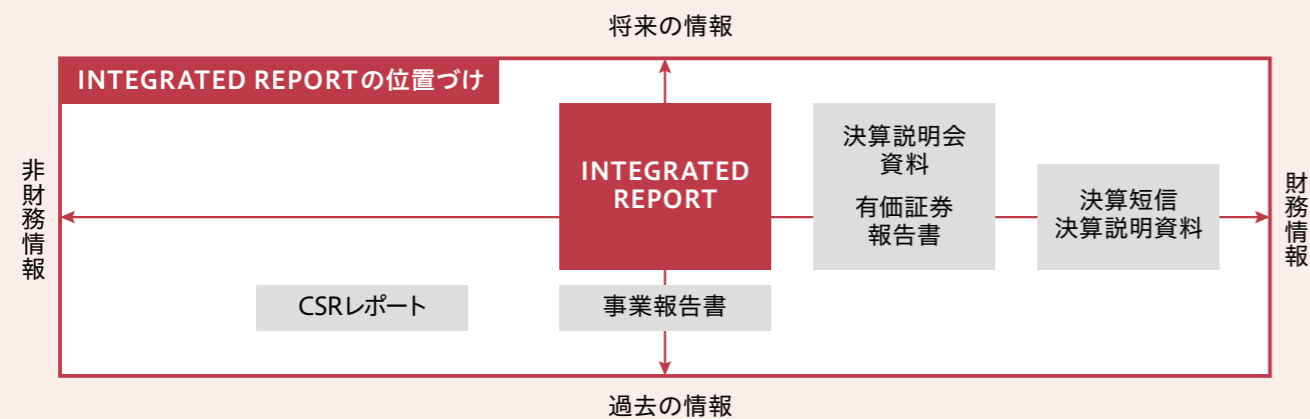 将来の情報
INTEGRATED REPORTの位置づけ
非財務情報
INTEGRATED
REPORT
決算説明会
資料
有価証券
報告書
決算短信
決算説明資料
財務情報
CSRレポート
事業報告書
過去の情報